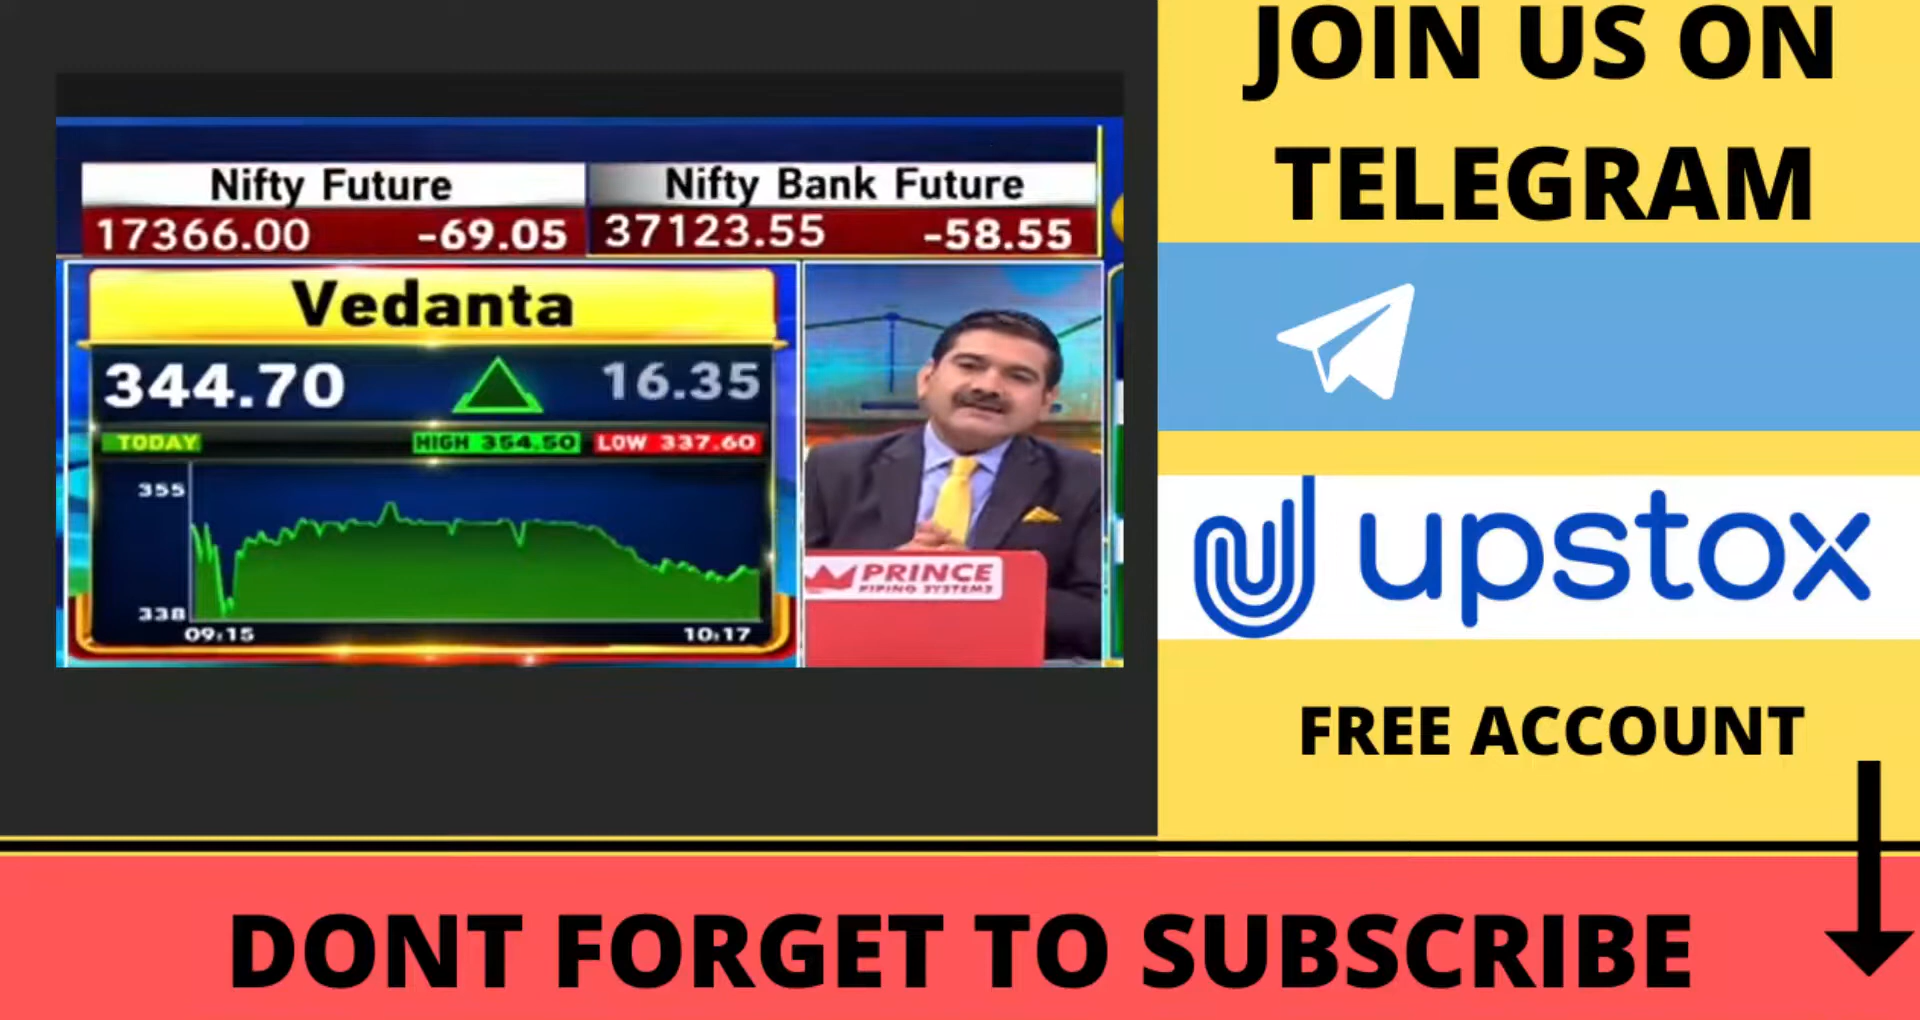 JOIN US ON
TELEGRAM
Nifty Future
17366.00 -69.05
Nifty Bank Future
37123.55 -58.55
Vedanta
344.70 16.35
TODAY HIGH 354.50 LOW 337.60
355
338
09:15 10:17
PRINCE
PIPING SYSTEMS
upstox
FREE ACCOUNT
DONT FORGET TO SUBSCRIBE